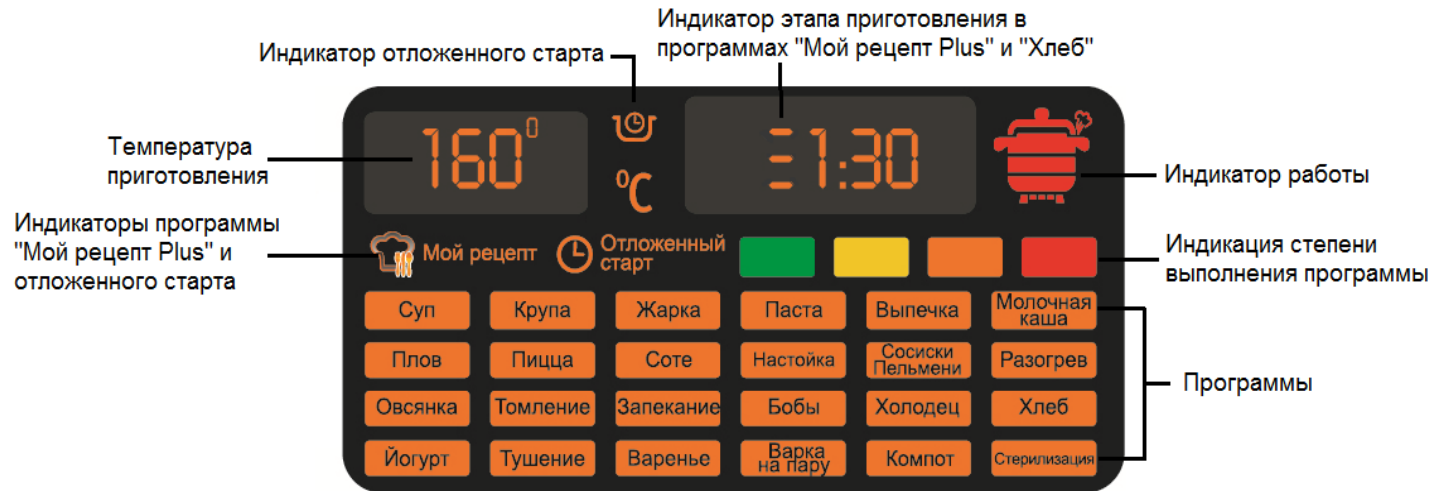 Индикатор этапа приготовления в
программах "Мой рецепт Plus" и "Хлеб"
Индикатор отложенного старта
Температура
приготовления
160⁰
⁰C
1:30
Индикатор работы
Индикаторы программы
"Мой рецепт Plus" и
отложенного старта
Мой рецепт
Отложенный
старт
Индикация степени
выполнения программы
Суп Крупа Жарка Паста Выпечка Молочная
каша
Плов Пицца Соте Настойка Сосиски
Пельмени Разогрев
Программы
Овсянка Томление Запекание Бобы Холодец Хлеб
Йогурт Тушение Варенье Варка
на пару Компот Стерилизация